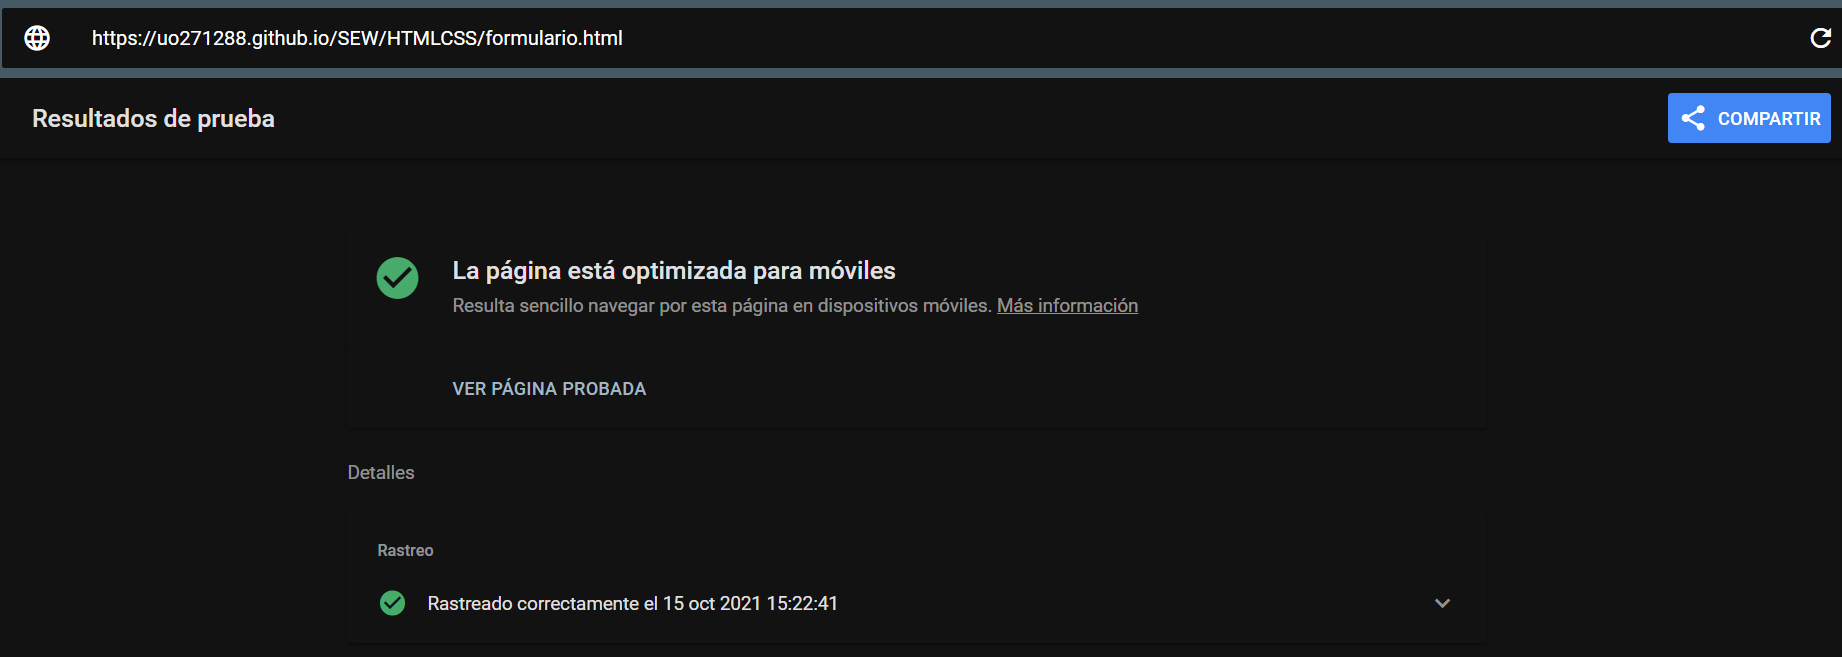 https://uo271288.github.io/SEW/HTMLCSS/formulario.html
Resultados de prueba
COMPARTIR
La página está optimizada para móviles
Resulta sencillo navegar por esta página en dispositivos móviles. Más información
VER PÁGINA PROBADA
Detalles
Rastreo
Rastreado correctamente el 15 oct 2021 15:22:41